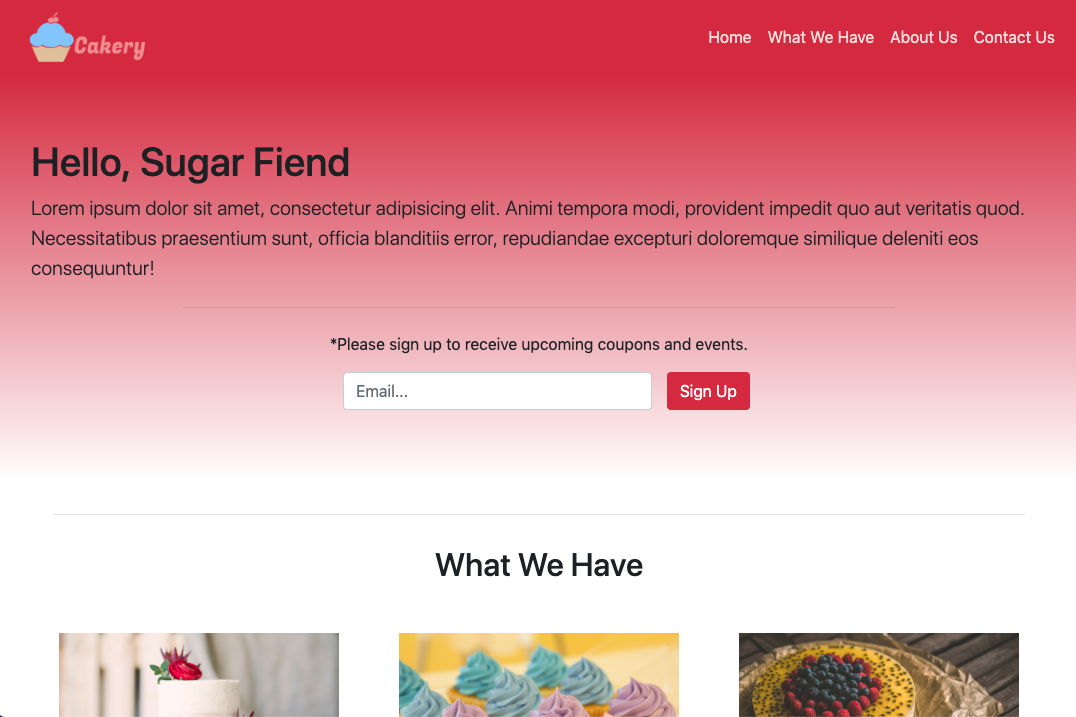 Cakery
Home What We Have About Us Contact Us
Hello, Sugar Fiend
Lorem ipsum dolor sit amet, consectetur adipisicing elit. Animi tempora modi, provident impedit quo aut veritatis quod.
Necessitatibus praesentium sunt, officia blanditiis error, repudiandae excepturi doloremque similique deleniti eos
consequuntur!
*Please sign up to receive upcoming coupons and events.
Email...
Sign Up
What We Have